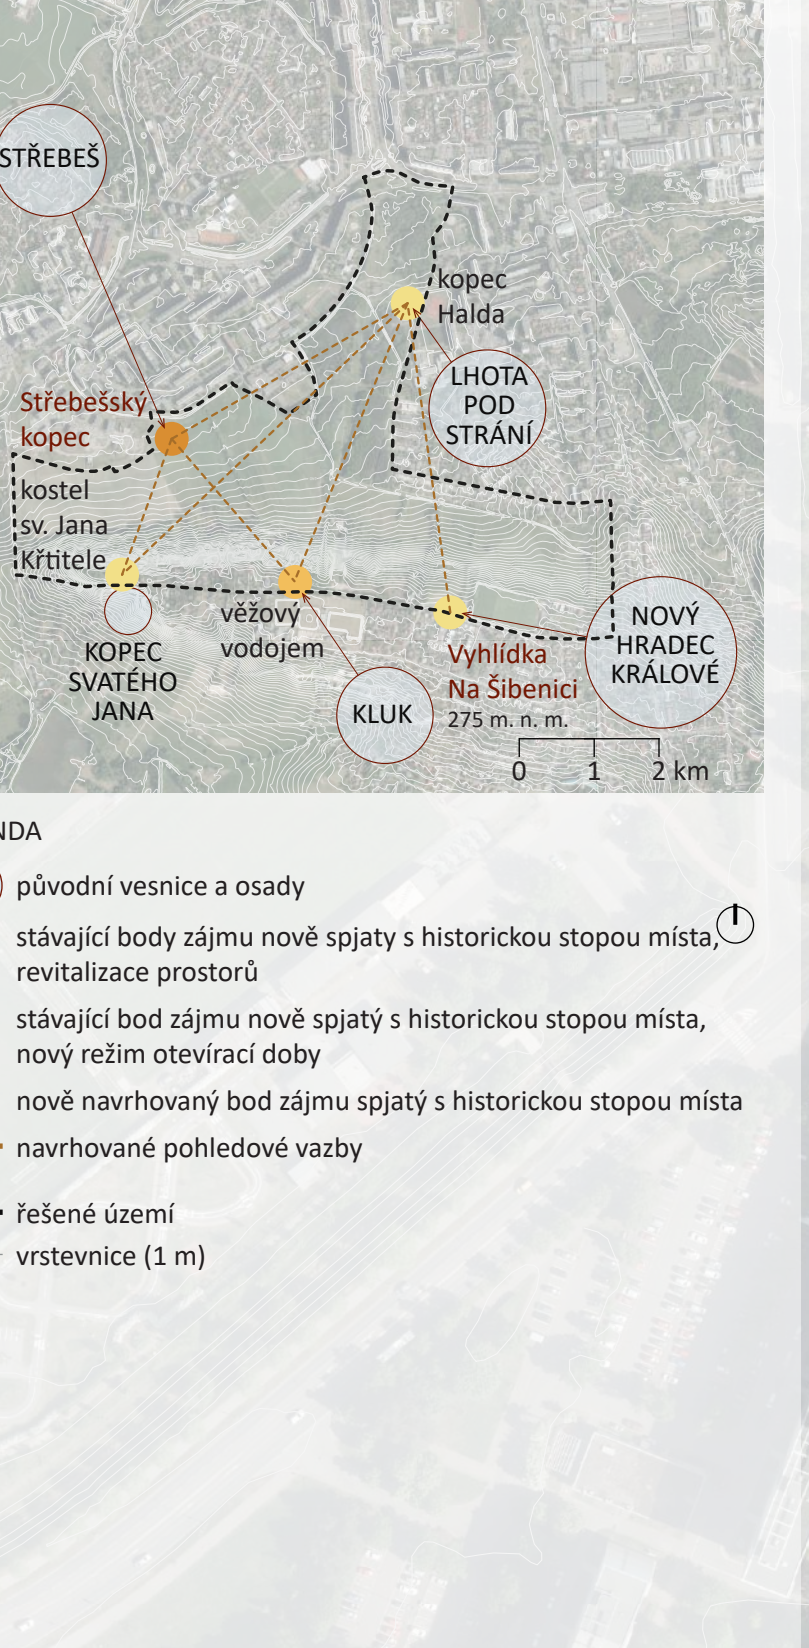 STŘEBEŠ
kopec
Halda
LHOTA
POD
STRÁNÍ
Střebešský
kopec
kostel
sv. Jana
Křtitele
věžový
vodojem
KOPEC
SVATÉHO
JANA
KLUK
NOVÝ
HRADEC
KRÁLOVÉ
Vyhlídka
Na Šibenici
275 m. n. m.
0 1 2 km
NDA
původní vesnice a osady
stávající body zájmu nově spjaty s historickou stopou místa,
revitalizace prostorů
stávající bod zájmu nově spjatý s historickou stopou místa,
nový režim otevírací doby
nově navrhovaný bod zájmu spjatý s historickou stopou místa
navrhované pohledové vazby
řešené území
vrstevnice (1 m)